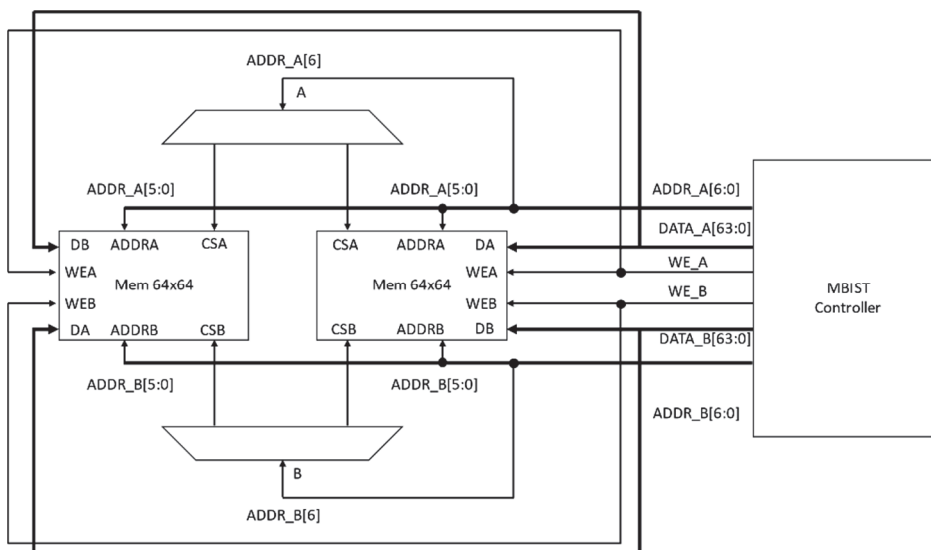 ADDR_A[6]
A
ADDR_A[5:0]
ADDR_A[5:0]
ADDR_A[6:0]
DATA_A[63:0]
DB ADDRA CSA
CSA ADDRA DA
WEA
WEA
WE_A
Mem 64x64
Mem 64x64
MBIST
Controller
WEB
WEB
WE_B
DA ADDRB CSB
CSB ADDRB DB
DATA_B[63:0]
ADDR_B[5:0]
ADDR_B[5:0]
ADDR_B[6:0]
B
ADDR_B[6]